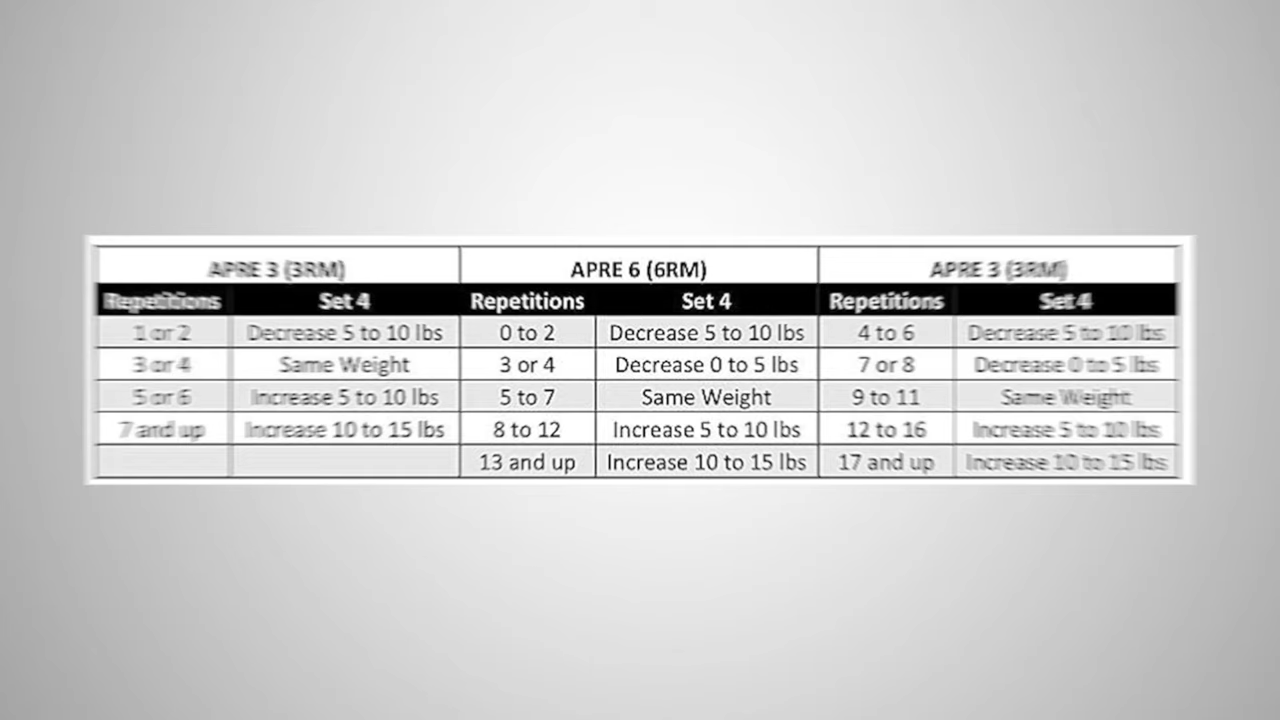 APRE 3 (3RM) APRE 6 (6RM) APRE 3 (3RM)
Repetitions Set 4 Repetitions Set 4 Repetitions Set 4
1 or 2 Decrease 5 to 10 lbs 0 to 2 Decrease 5 to 10 lbs 4 to 6 Decrease 5 to 10 lbs
3 or 4 Same Weight 3 or 4 Decrease 0 to 5 lbs 7 or 8 Decrease 0 to 5 lbs
5 or 6 Increase 5 to 10 lbs 5 to 7 Same Weight 9 to 11 Same Weight
7 and up Increase 10 to 15 lbs 8 to 12 Increase 5 to 10 lbs 12 to 16 Increase 5 to 10 lbs
13 and up Increase 10 to 15 lbs 17 and up Increase 10 to 15 lbs